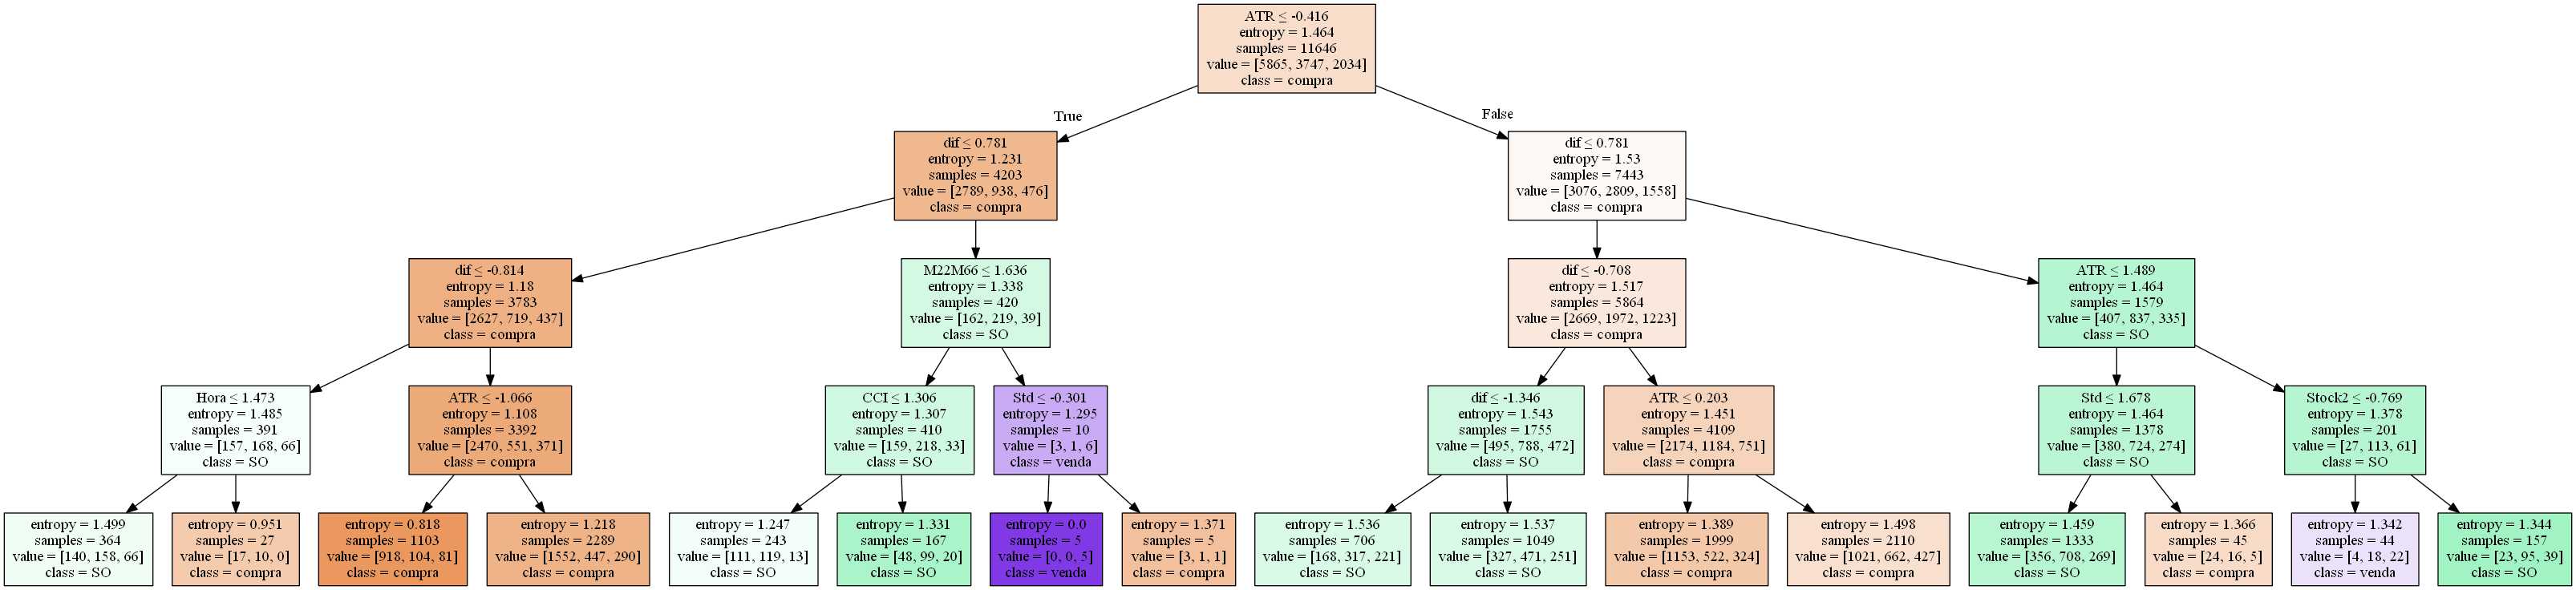 ATR ≤ -0.416
entropy = 1.464
samples = 11646
value = [5865, 3747, 2034]
class = compra
True
False
dif ≤ 0.781
entropy = 1.231
samples = 4203
value = [2789, 938, 476]
class = compra
dif ≤ 0.781
entropy = 1.53
samples = 7443
value = [3076, 2809, 1558]
class = compra
dif ≤ -0.814
entropy = 1.18
samples = 3783
value = [2627, 719, 437]
class = compra
M22M66 ≤ 1.636
entropy = 1.338
samples = 420
value = [162, 219, 39]
class = SO
dif ≤ -0.708
entropy = 1.517
samples = 5864
value = [2669, 1972, 1223]
class = compra
ATR ≤ 1.489
entropy = 1.464
samples = 1579
value = [407, 837, 335]
class = SO
Hora ≤ 1.473
entropy = 1.485
samples = 391
value = [157, 168, 66]
class = SO
ATR ≤ -1.066
entropy = 1.108
samples = 3392
value = [2470, 551, 371]
class = compra
CCI ≤ 1.306
entropy = 1.307
samples = 410
value = [159, 218, 33]
class = SO
Std ≤ -0.301
entropy = 1.295
samples = 10
value = [3, 1, 6]
class = venda
dif ≤ -1.346
entropy = 1.543
samples = 1755
value = [495, 788, 472]
class = SO
ATR ≤ 0.203
entropy = 1.451
samples = 4109
value = [2174, 1184, 751]
class = compra
Std ≤ 1.678
entropy = 1.464
samples = 1378
value = [380, 724, 274]
class = SO
Stock2 ≤ -0.769
entropy = 1.378
samples = 201
value = [27, 113, 61]
class = SO
entropy = 1.499
samples = 364
value = [140, 158, 66]
class = SO
entropy = 0.951
samples = 27
value = [17, 10, 0]
class = compra
entropy = 0.818
samples = 1103
value = [918, 104, 81]
class = compra
entropy = 1.218
samples = 2289
value = [1552, 447, 290]
class = compra
entropy = 1.247
samples = 243
value = [111, 119, 13]
class = SO
entropy = 1.331
samples = 167
value = [48, 99, 20]
class = SO
entropy = 0.0
samples = 5
value = [0, 0, 5]
class = venda
entropy = 1.371
samples = 5
value = [3, 1, 1]
class = compra
entropy = 1.536
samples = 706
value = [168, 317, 221]
class = SO
entropy = 1.537
samples = 1049
value = [327, 471, 251]
class = SO
entropy = 1.389
samples = 1999
value = [1153, 522, 324]
class = compra
entropy = 1.498
samples = 2110
value = [1021, 662, 427]
class = compra
entropy = 1.459
samples = 1333
value = [356, 708, 269]
class = SO
entropy = 1.366
samples = 45
value = [24, 16, 5]
class = compra
entropy = 1.342
samples = 44
value = [4, 18, 22]
class = venda
entropy = 1.344
samples = 157
value = [23, 95, 39]
class = SO